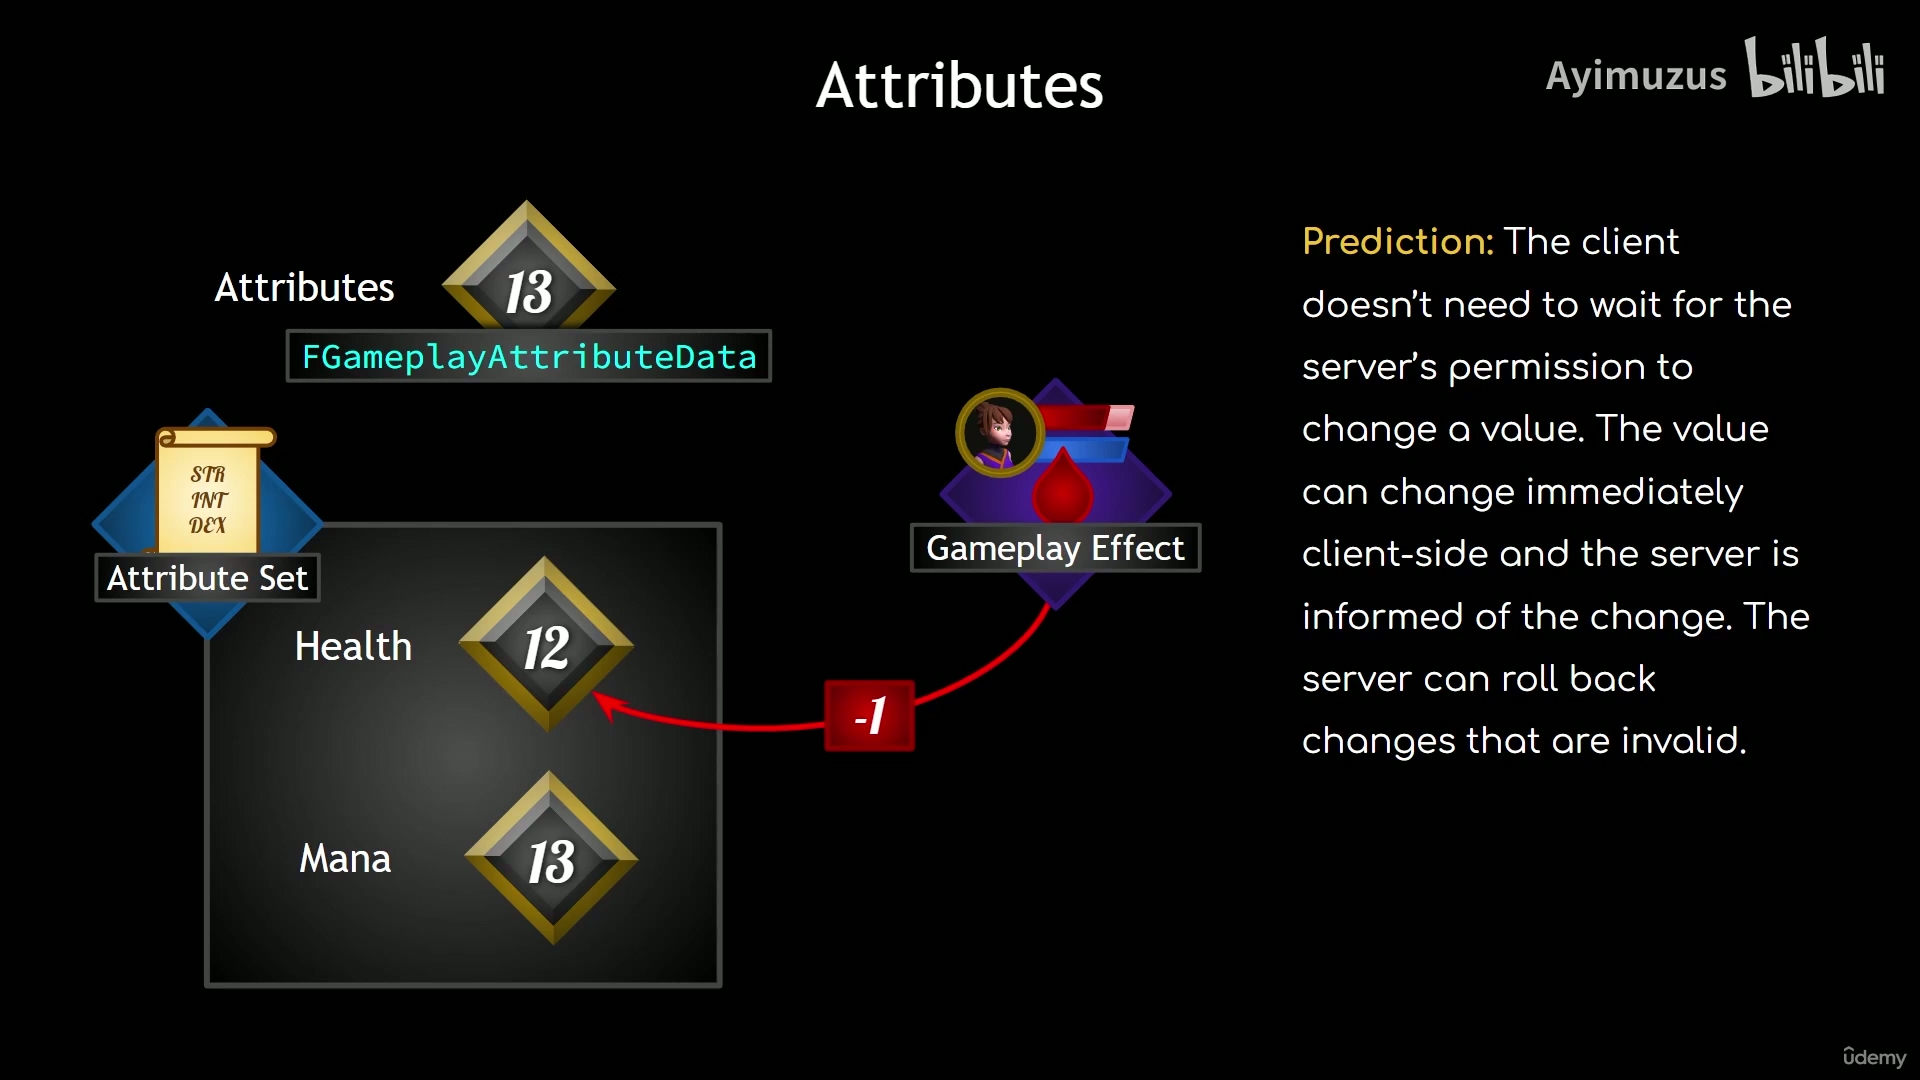 Attributes
Ayimuzus bilibili
Attributes
13
FGameplayAttributeData
STR
INT
DEX
Attribute Set
Health
12
Mana
13
Gameplay Effect
-1
Prediction: The client
doesn’t need to wait for the
server’s permission to
change a value. The value
can change immediately
client-side and the server is
informed of the change. The
server can roll back
changes that are invalid.
ûdemy